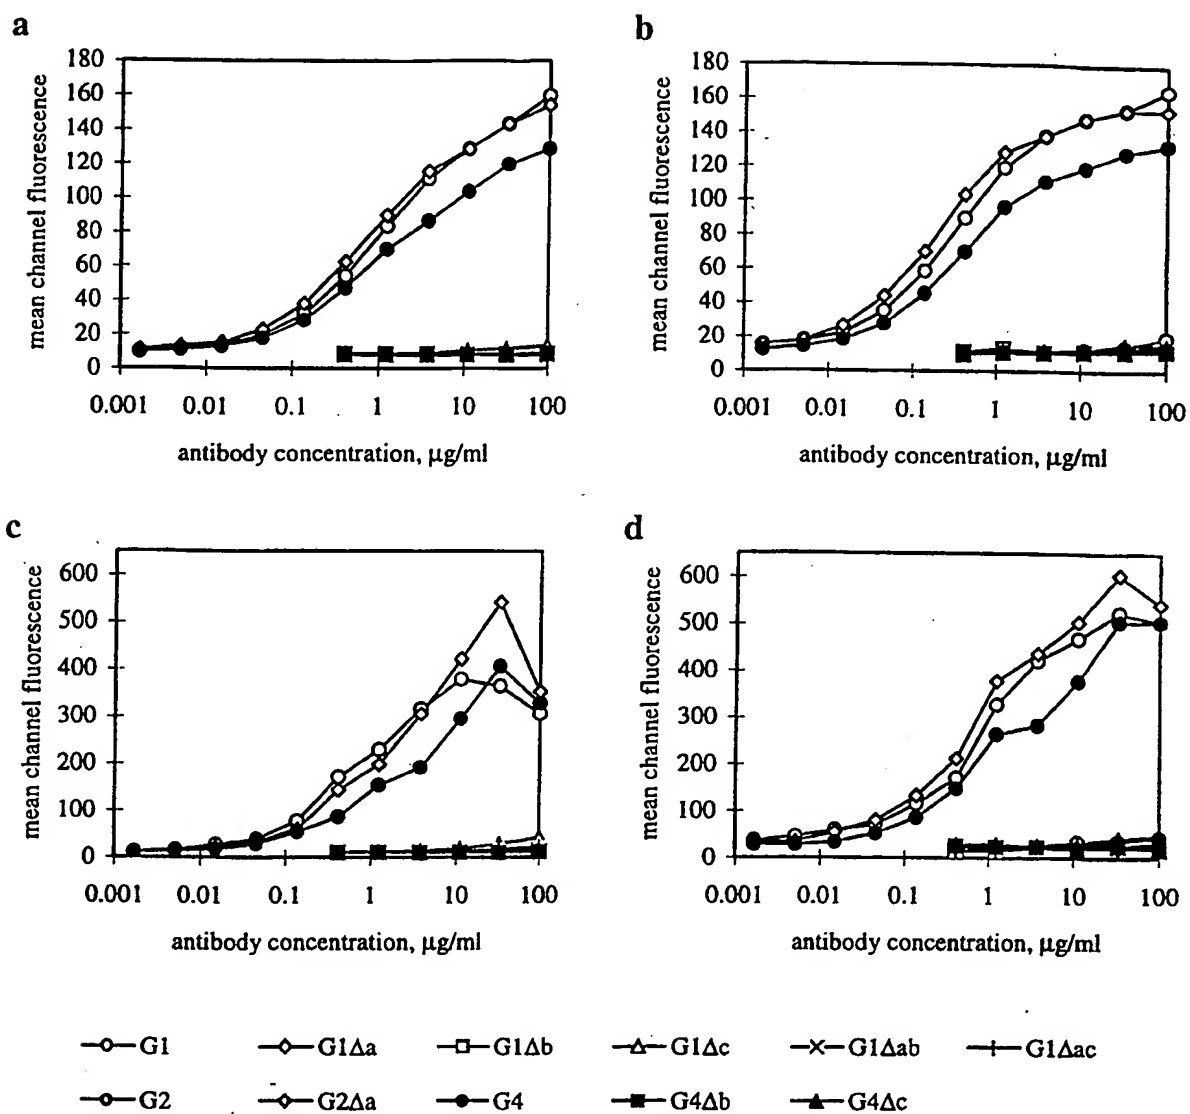 a
mean channel fluorescence
180
160
140
120
100
80
60
40
20
0
0.001 0.01 0.1 1 10 100
antibody concentration, μg/ml
b
mean channel fluorescence
180
160
140
120
100
80
60
40
20
0
0.001 0.01 0.1 1 10 100
antibody concentration, μg/ml
c
mean channel fluorescence
600
500
400
300
200
100
0
0.001 0.01 0.1 1 10 100
antibody concentration, μg/ml
d
mean channel fluorescence
600
500
400
300
200
100
0
0.001 0.01 0.1 1 10 100
antibody concentration, μg/ml
G1 G1Δa G1Δb G1Δc G1Δab G1Δac
G2 G2Δa G4 G4Δb G4Δc